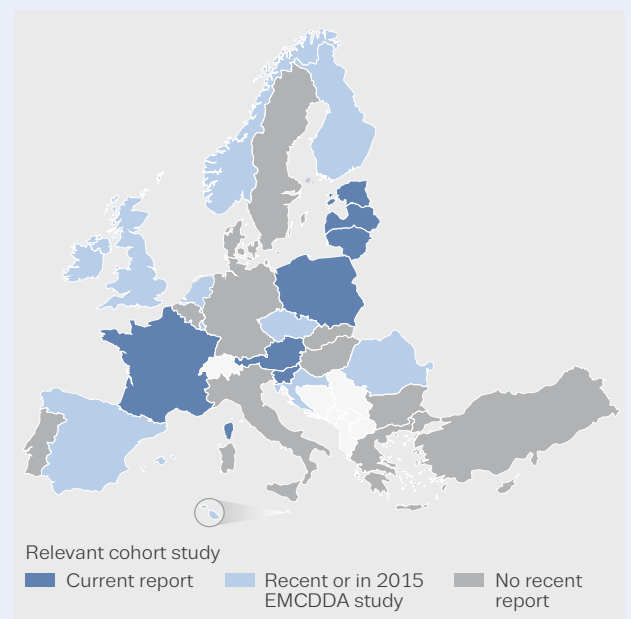 Relevant cohort study
Current report
Recent or in 2015
EMCDDA study
No recent
report